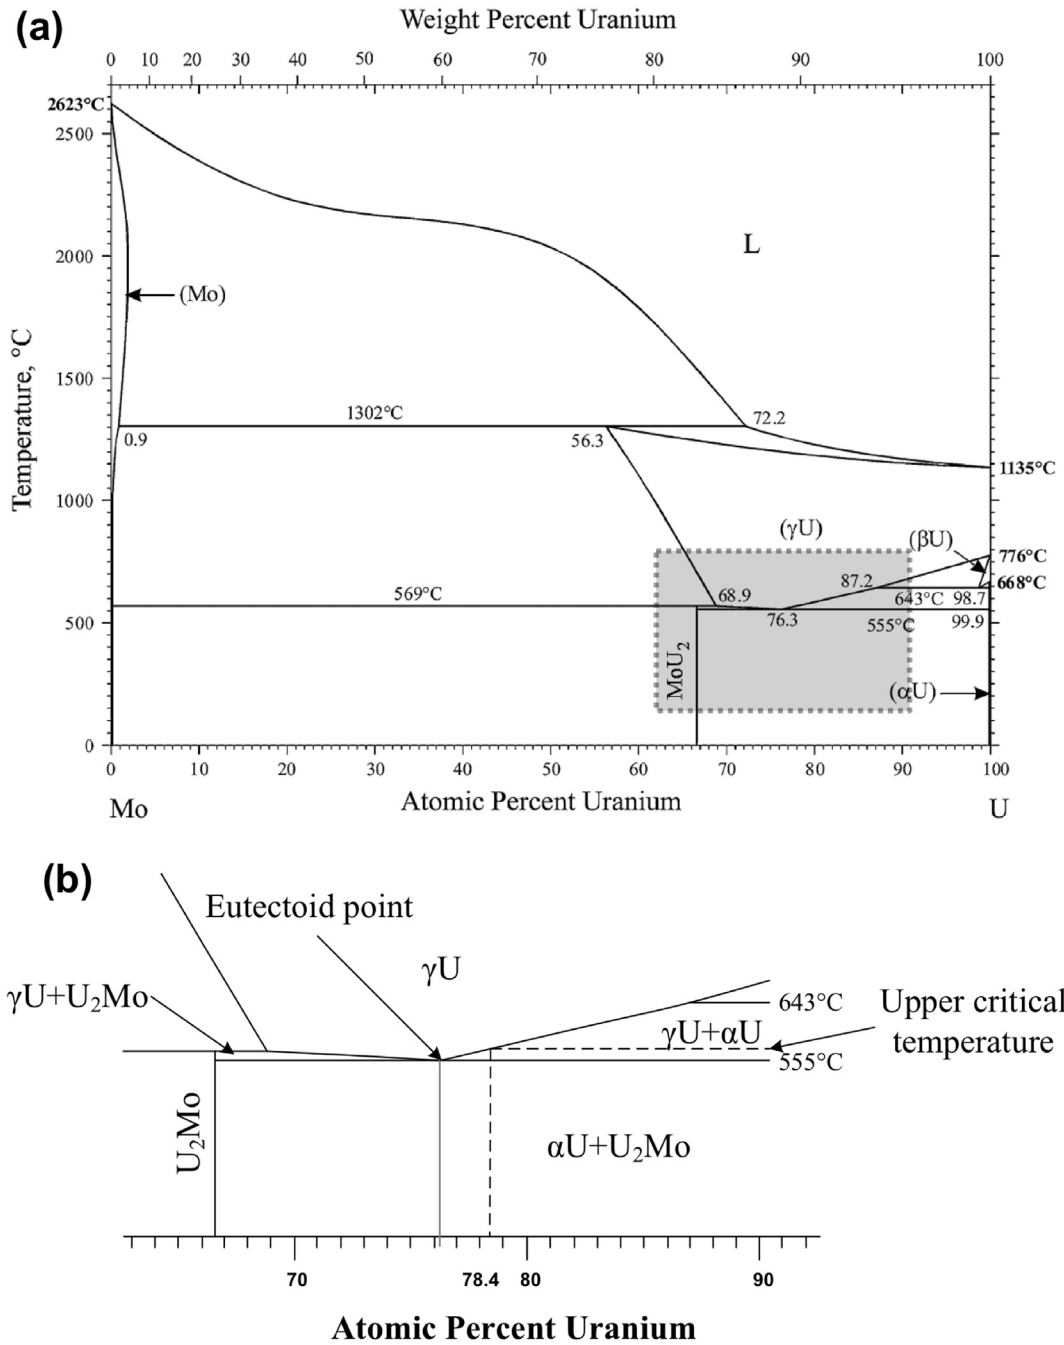 (a)
Weight Percent Uranium
0 10 20 30 40 50 60 70 80 90 100
2623°C
2500
2000
1500
1000
500
0
Temperature, °C
L
(Mo)
1302°C
72.2
0.9
56.3
1135°C
(γU)
(βU)
776°C
87.2
668°C
569°C
68.9
643°C 98.7
76.3
555°C
99.9
MoU2
(αU)
0 10 20 30 40 50 60 70 80 90 100
Mo
Atomic Percent Uranium
U
(b)
Eutectoid point
γU
γU+U2Mo
643°C
Upper critical
temperature
γU+αU
555°C
U2Mo
αU+U2Mo
70
78.4
80
90
Atomic Percent Uranium